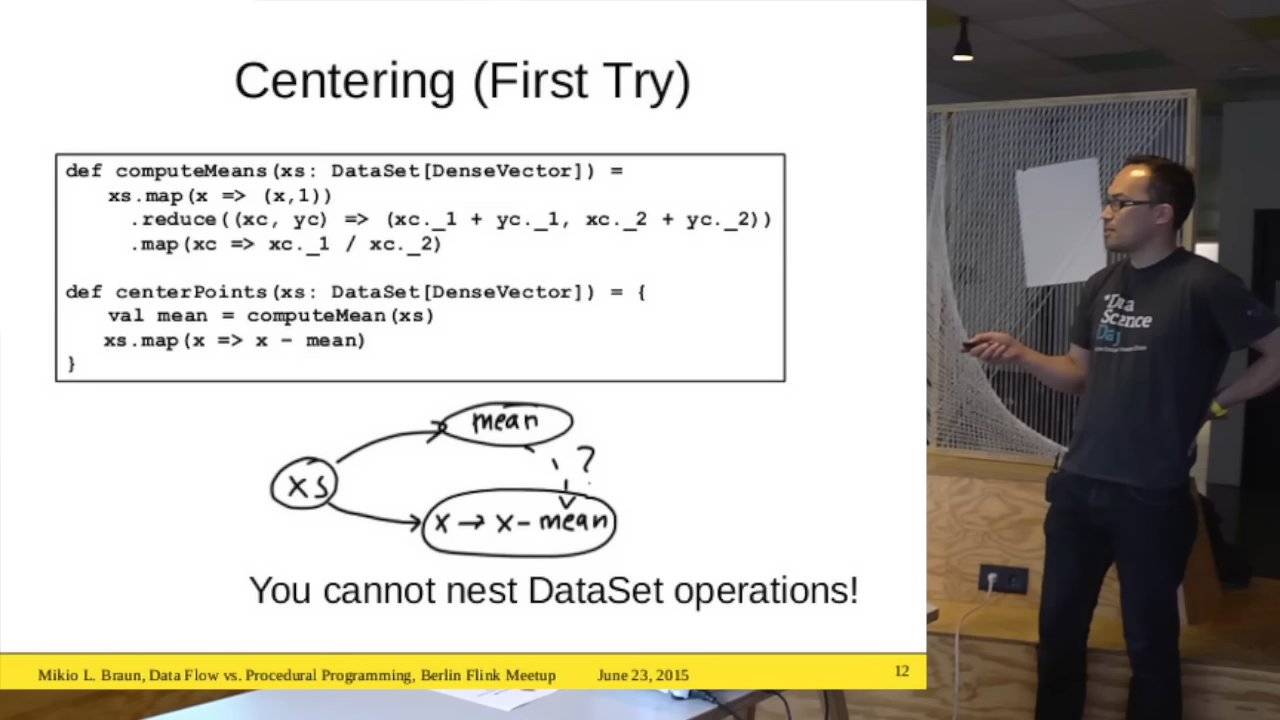 Centering (First Try)
def computeMeans(xs: DataSet[DenseVector]) =
xs.map(x => (x,1))
.reduce((xc, yc) => (xc._1 + yc._1, xc._2 + yc._2))
.map(xc => xc._1 / xc._2)
def centerPoints(xs: DataSet[DenseVector]) = {
val mean = computeMean(xs)
xs.map(x => x - mean)
}
mean
?
xs
x → x - mean
You cannot nest DataSet operations!
Mikio L. Braun, Data Flow vs. Procedural Programming, Berlin Flink Meetup June 23, 2015 12
Data
Science
Day